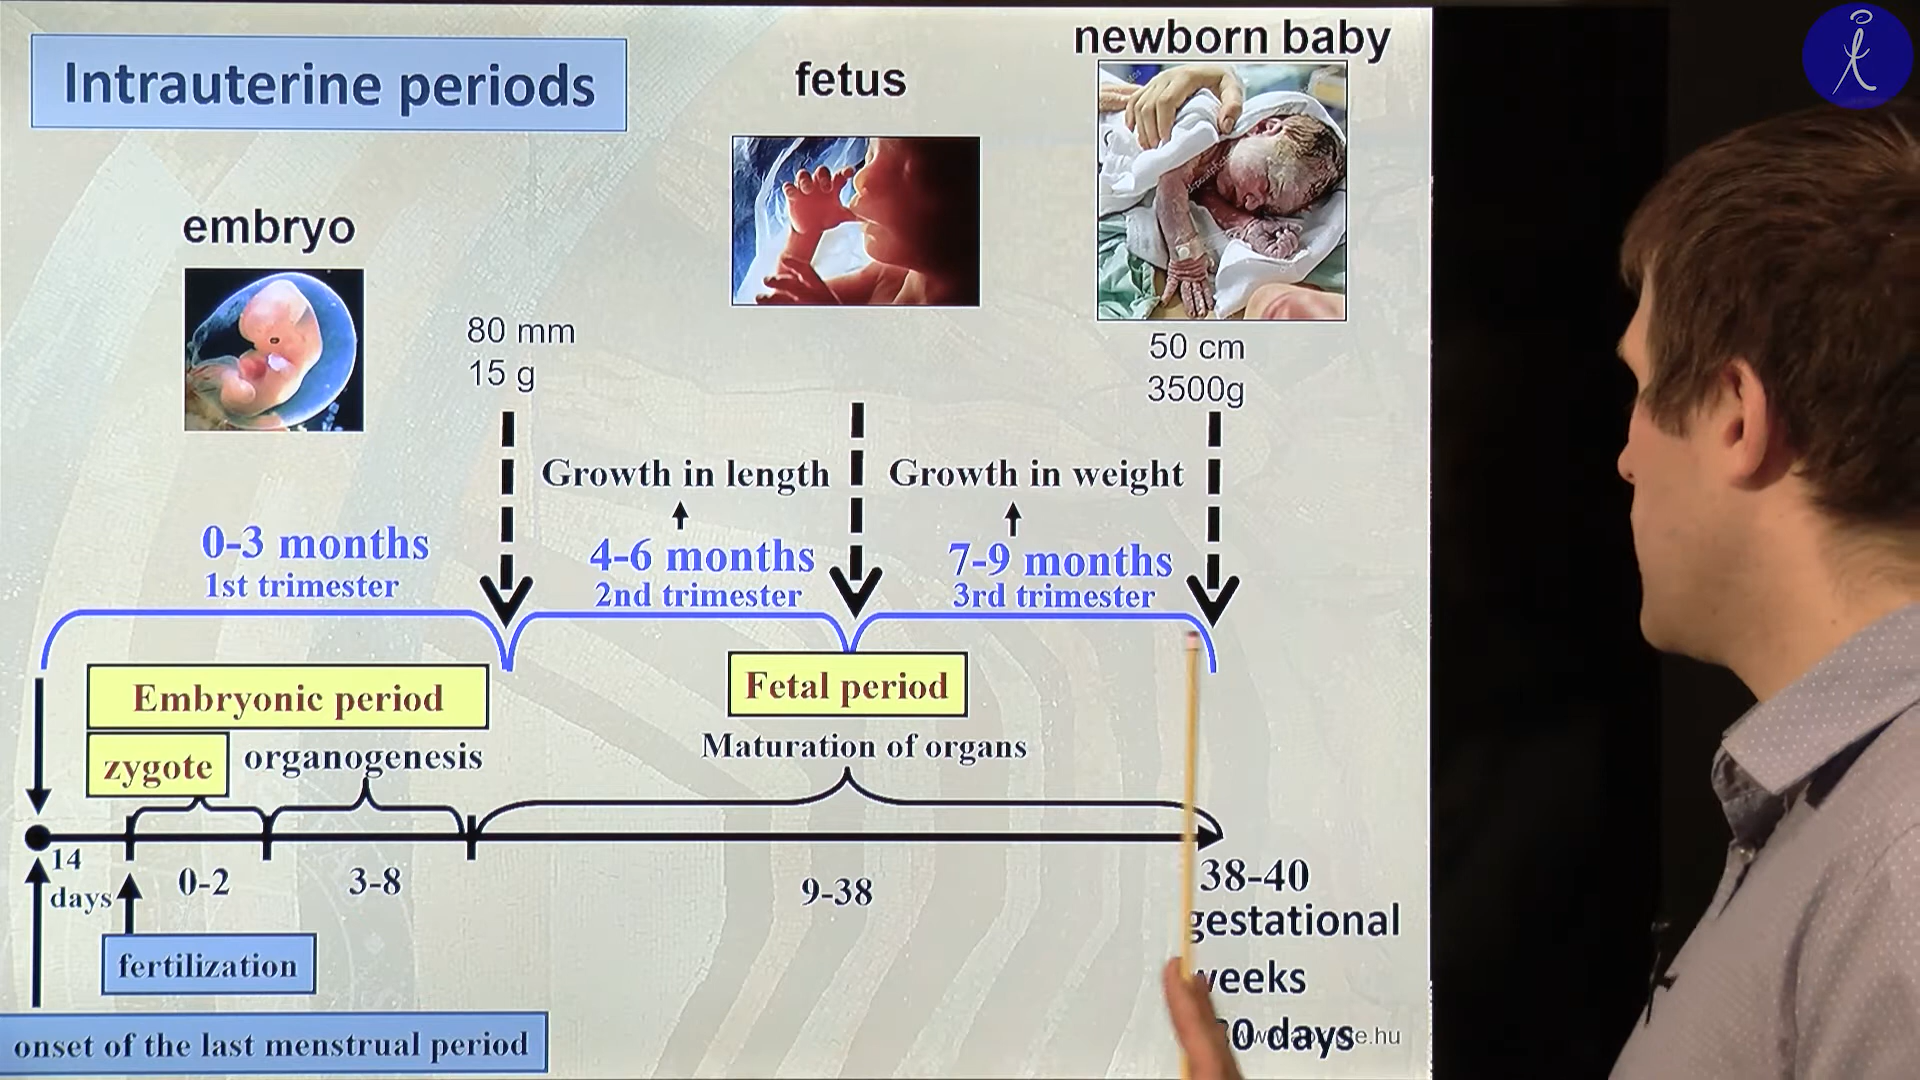 Intrauterine periods
embryo
fetus
newborn baby
80 mm
15 g
50 cm
3500g
Growth in length
Growth in weight
0-3 months
1st trimester
4-6 months
2nd trimester
7-9 months
3rd trimester
Embryonic period
Fetal period
zygote
organogenesis
Maturation of organs
14
days
0-2
3-8
9-38
38-40
gestational
weeks
days
fertilization
onset of the last menstrual period